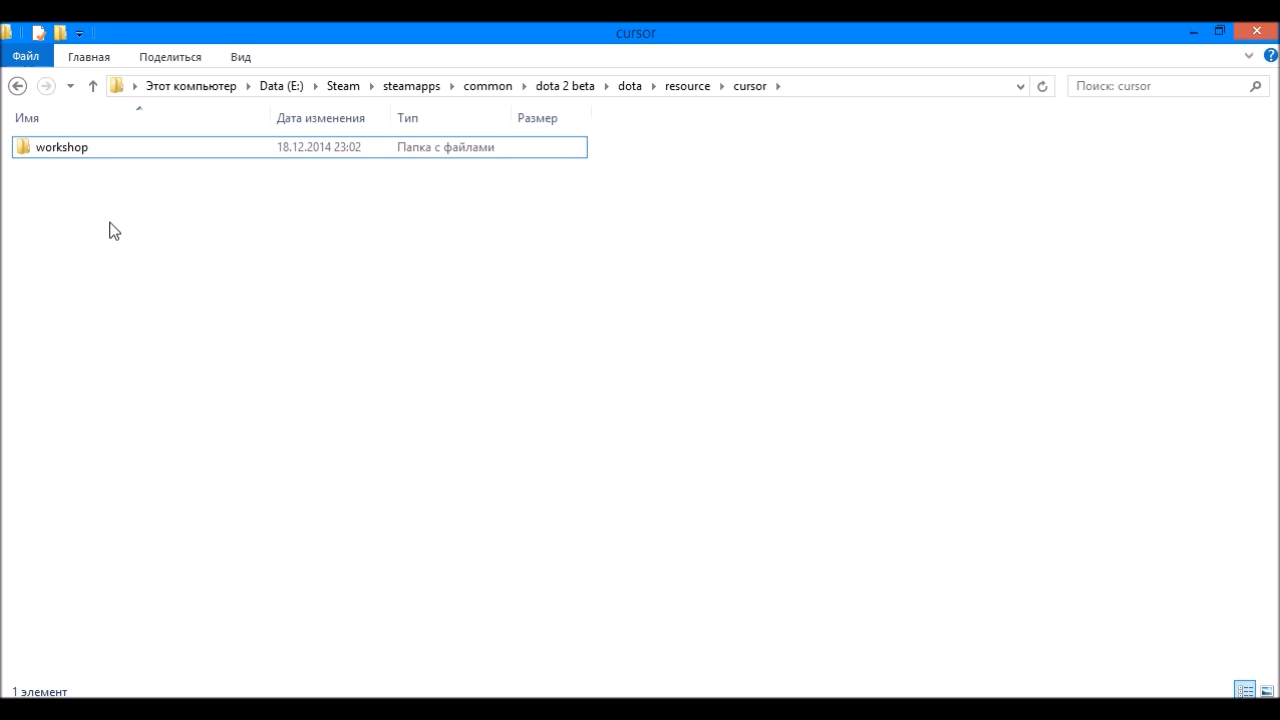 cursor
Файл Главная Поделиться Вид
Этот компьютер Data (E:) Steam steamapps common dota 2 beta dota resource cursor Поиск: cursor
Имя Дата изменения Тип Размер
workshop 18.12.2014 23:02 Папка с файлами
1 элемент